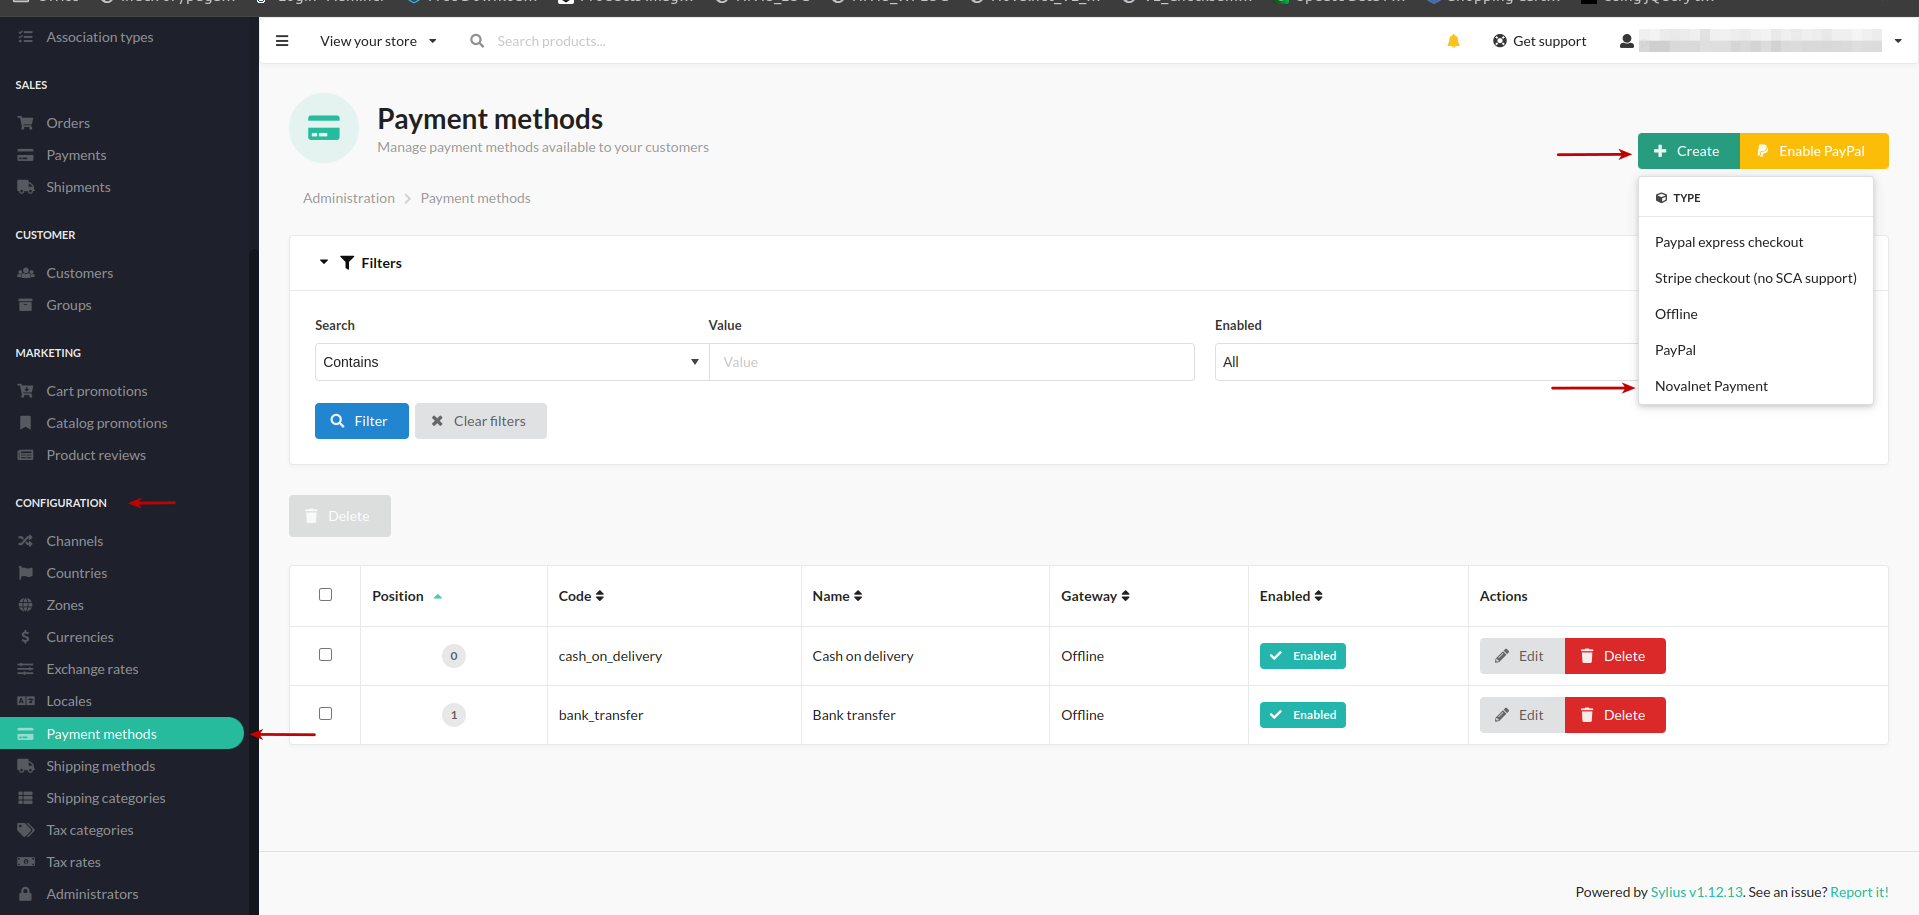 Association types
SALES
Orders
Payments
Shipments
CUSTOMER
Customers
Groups
MARKETING
Cart promotions
Catalog promotions
Product reviews
CONFIGURATION
Channels
Countries
Zones
Currencies
Exchange rates
Locales
Payment methods
Shipping methods
Shipping categories
Tax categories
Tax rates
Administrators
View your store
Search products...
Get support
Payment methods
Manage payment methods available to your customers
Create
Enable PayPal
Administration
Payment methods
TYPE
Paypal express checkout
Stripe checkout (no SCA support)
Offline
PayPal
Novalnet Payment
Filters
Search
Value
Enabled
Contains
Value
All
Filter
Clear filters
Delete
Position Code Name Gateway Enabled Actions
0 cash_on_delivery Cash on delivery Offline Enabled Edit Delete
1 bank_transfer Bank transfer Offline Enabled Edit Delete
Powered by Sylius v1.12.13. See an issue? Report it!